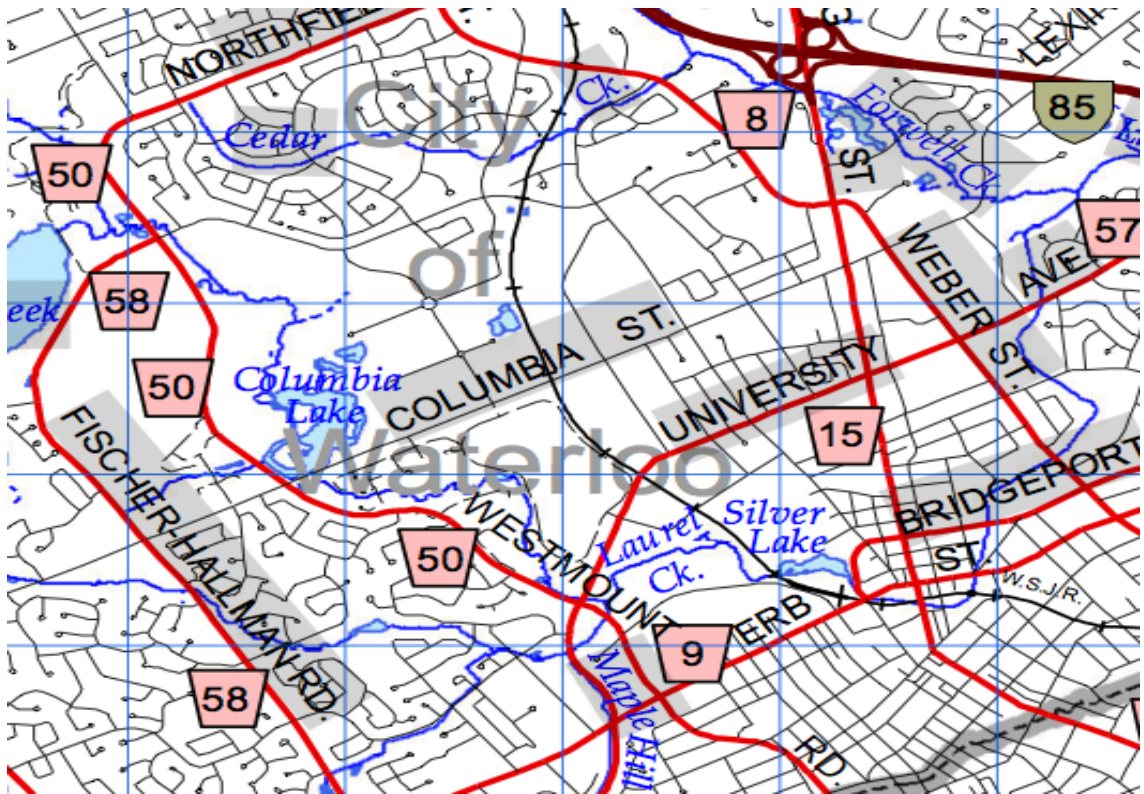 NORTHFIEL
City
of
Waterloo
Cedar
Ck.
8
85
Forwell
Ck.
50
ST.
57
WEBER
ST.
AVE.
58
eek
50
COLUMBIA
ST.
UNIVERSITY
Columbia
Lake
15
FISCHER-HALLMAN RD.
BRIDGEPORT
ST.
WESTMOUNT
RD.
50
Laurel
Ck.
Silver
Lake
W.S.J/R.
ERB
9
58
Maple Hill
LEXI